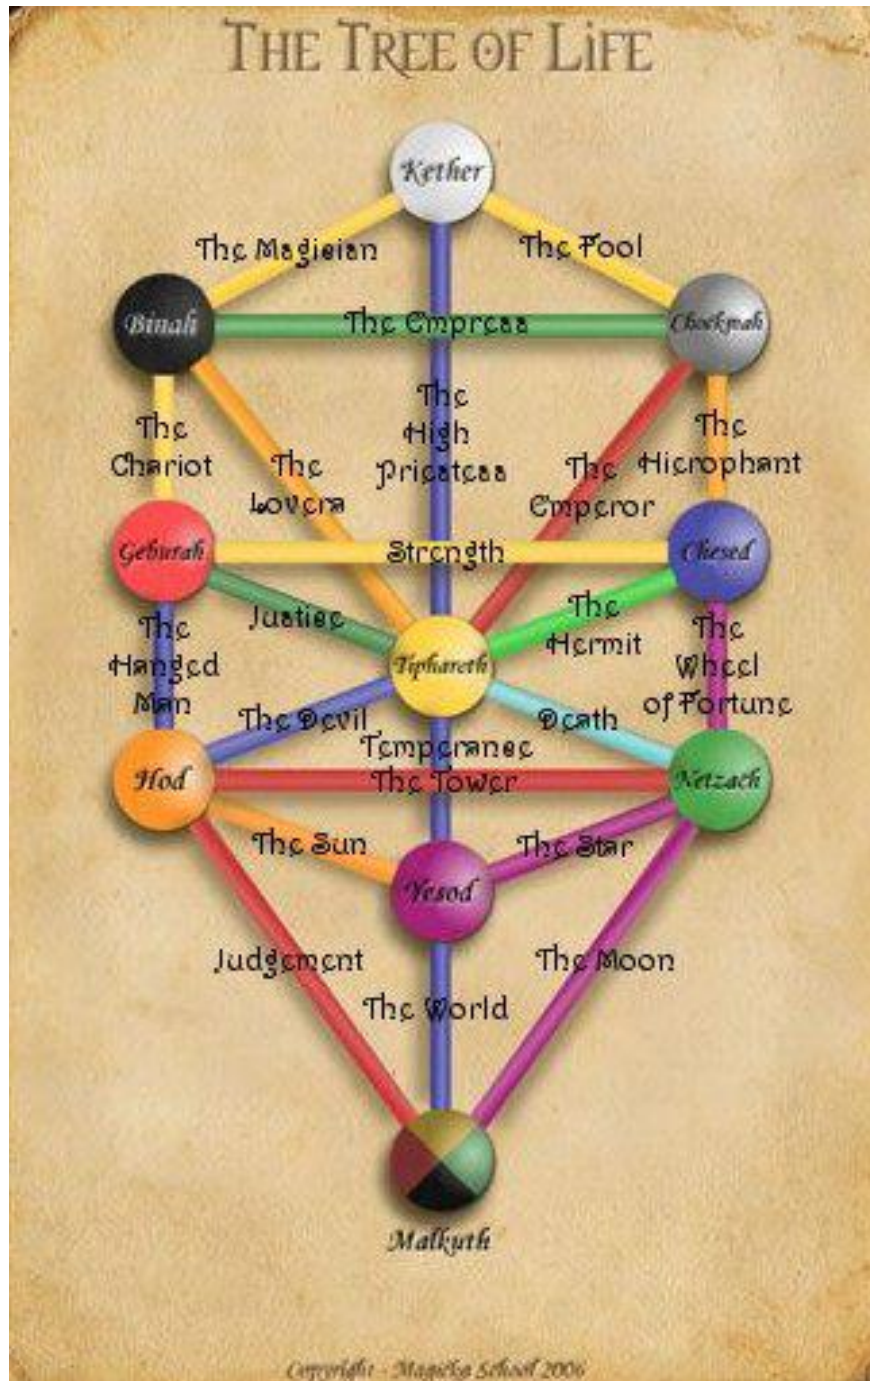 THE TREE OF LIFE
Kether
The Magician
The Fool
Binah
The Empress
Chockmah
The
High
Priestess
The
Chariot
The
Lovers
The
Emperor
The
Hierophant
Geburah
Strength
Chesed
Justice
The
Hermit
The
Hanged
Man
The
Wheel
of Fortune
Tiphareth
The Devil
Death
Temperance
The Tower
Hod
Netzach
The Sun
The Star
Yesod
Judgement
The Moon
The World
Malkuth
Copyright - Magicka School 2006